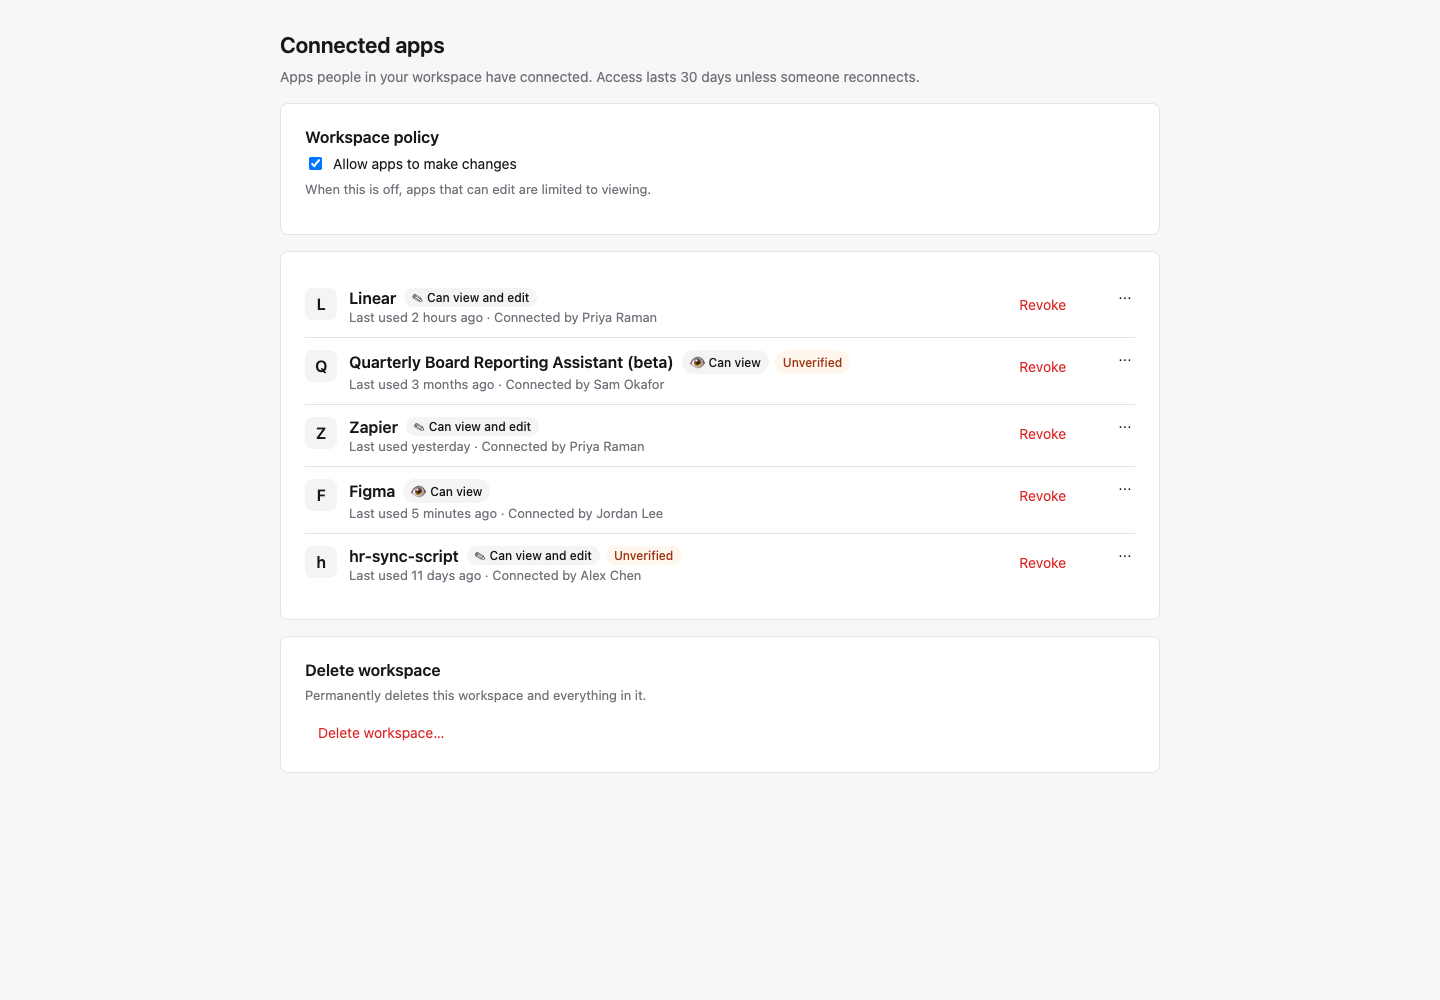 Connected apps
Apps people in your workspace have connected. Access lasts 30 days unless someone reconnects.
Workspace policy
Allow apps to make changes
When this is off, apps that can edit are limited to viewing.
L Linear ✎ Can view and edit
Last used 2 hours ago · Connected by Priya Raman
Revoke ...
Q Quarterly Board Reporting Assistant (beta) 👁 Can view Unverified
Last used 3 months ago · Connected by Sam Okafor
Revoke ...
Z Zapier ✎ Can view and edit
Last used yesterday · Connected by Priya Raman
Revoke ...
F Figma 👁 Can view
Last used 5 minutes ago · Connected by Jordan Lee
Revoke ...
h hr-sync-script ✎ Can view and edit Unverified
Last used 11 days ago · Connected by Alex Chen
Revoke ...
Delete workspace
Permanently deletes this workspace and everything in it.
Delete workspace...